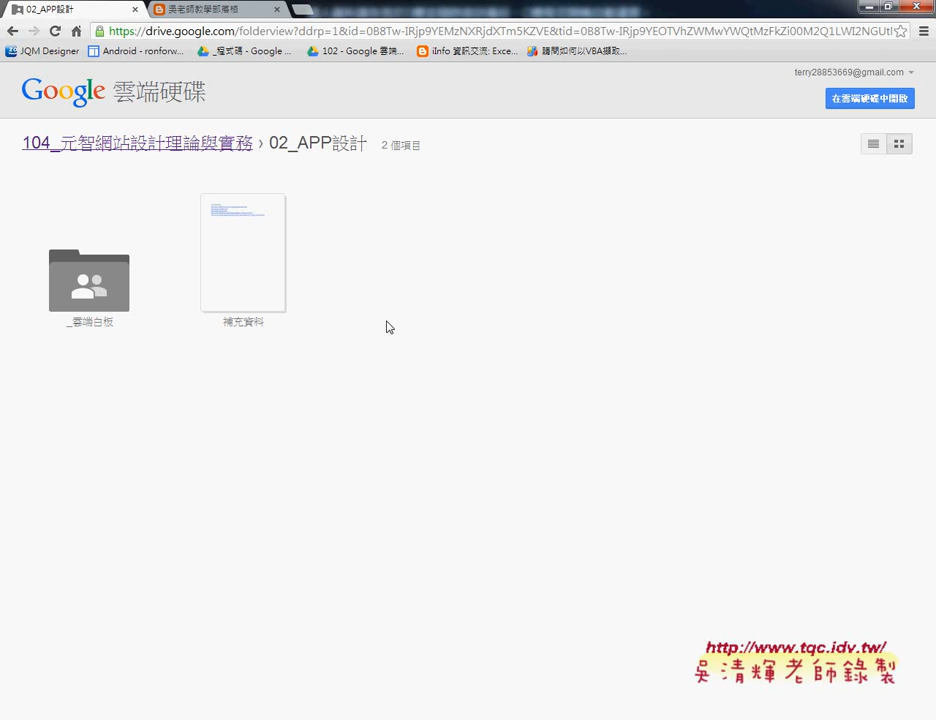 02_APP設計
吳老師教學部落格
https://drive.google.com/folderview?ddrp=1&id=0B8Tw-IRjp9YEMzNXRjdXTm5KZVE&tid=0B8Tw-IRjp9YEOTVhZWMwYWQtMzFkZi00M2Q1LWI2NGUtl
JQM Designer
Android - ronforw...
_程式碼 - Google ...
102 - Google 雲端...
iInfo 資訊交流: Exce...
請問如何以VBA擷取...
terry28853669@gmail.com
Google 雲端硬碟
在雲端硬碟中開啟
104_元智網站設計理論與實務 › 02_APP設計 2 個項目
_雲端白板
補充資料
http://www.tqc.idv.tw/
吳清輝老師錄製